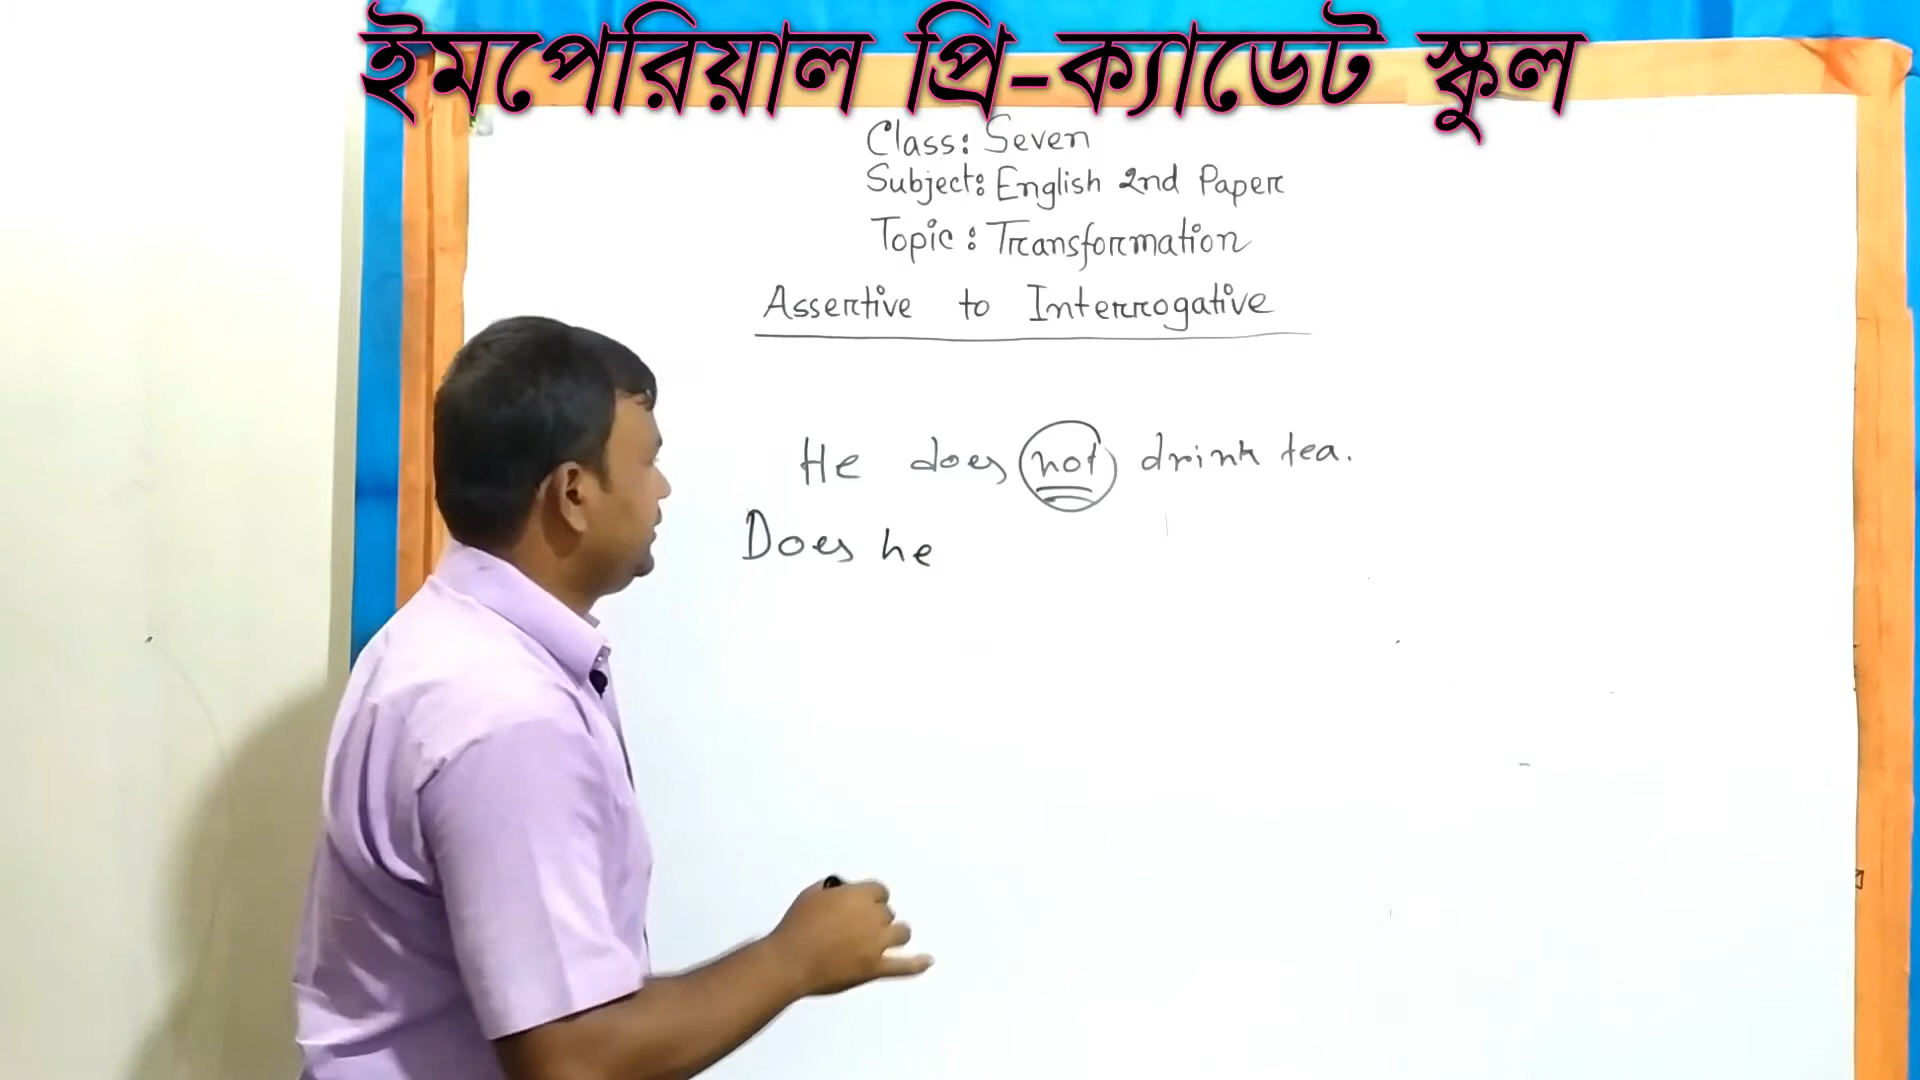 ইমপেরিয়াল প্রি-ক্যাডেট স্কুল
Class: Seven
Subject: English 2nd Paper
Topic: Transformation
Assertive to Interrogative
He does not drink tea.
Does he